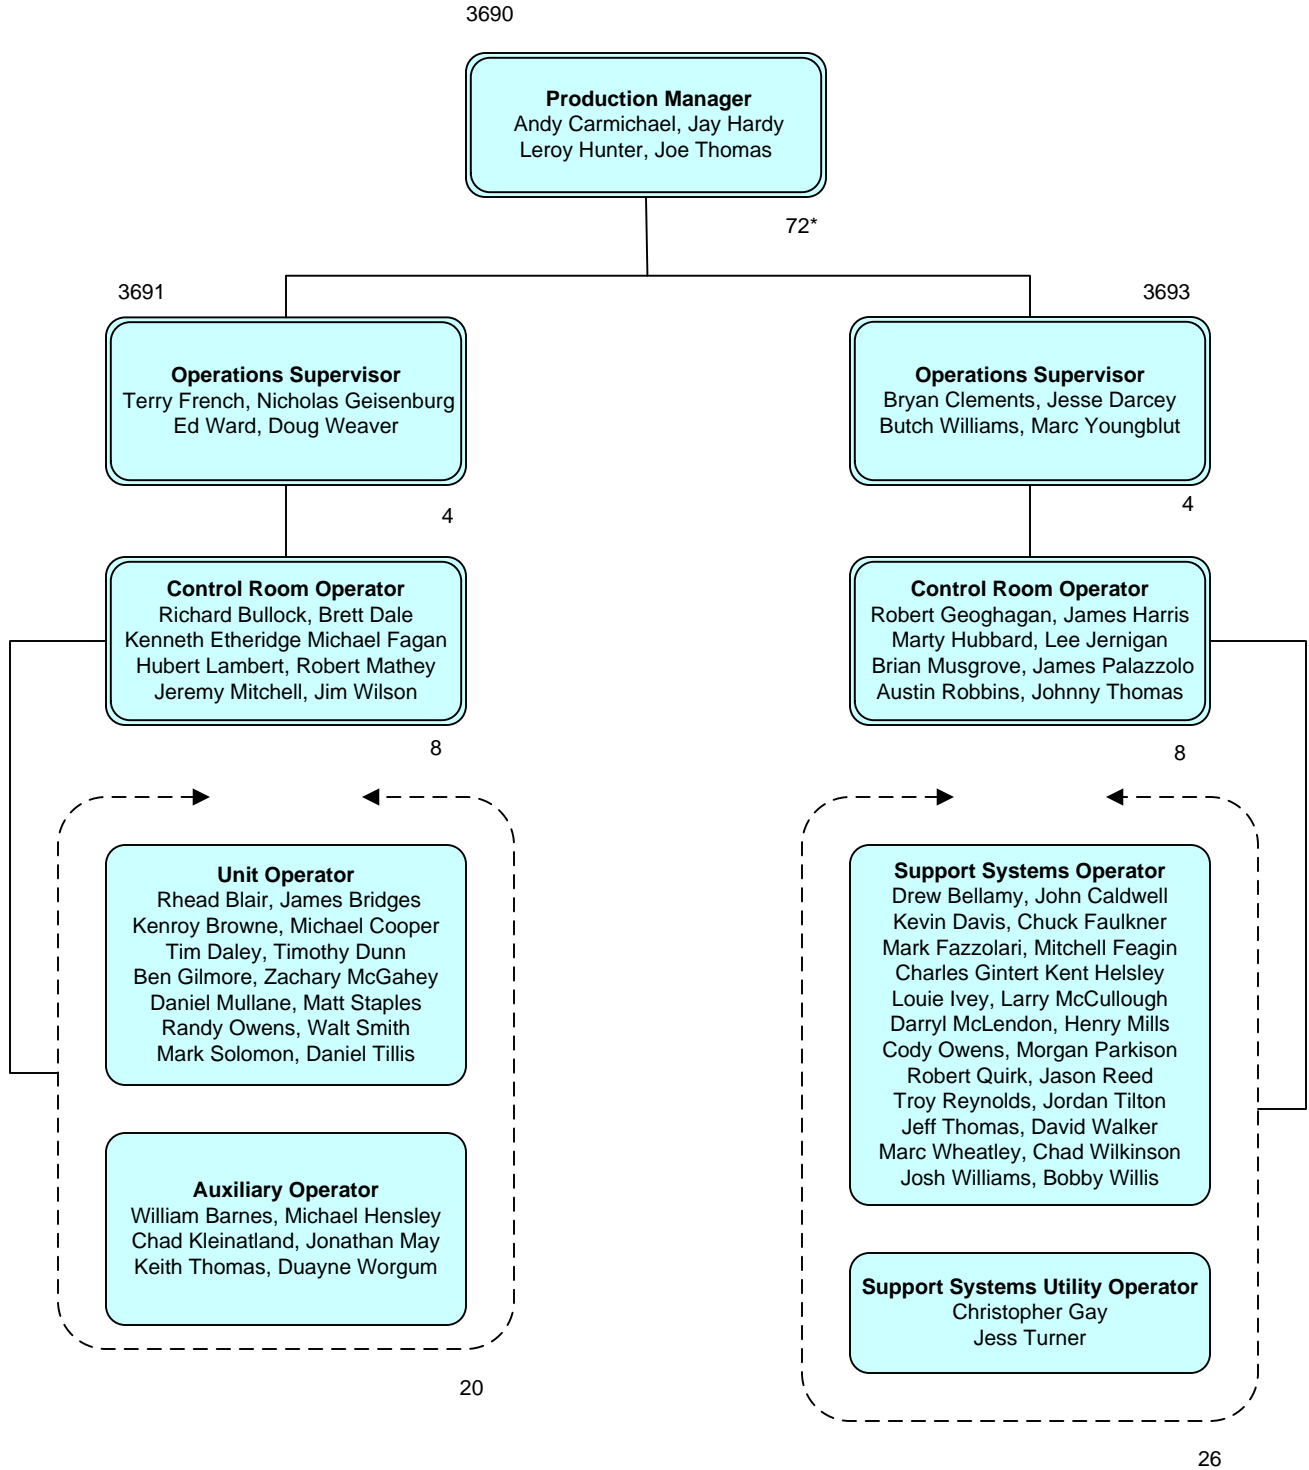 3690
Production Manager
Andy Carmichael, Jay Hardy
Leroy Hunter, Joe Thomas
72*
3691
Operations Supervisor
Terry French, Nicholas Geisenburg
Ed Ward, Doug Weaver
4
Control Room Operator
Richard Bullock, Brett Dale
Kenneth Etheridge Michael Fagan
Hubert Lambert, Robert Mathey
Jeremy Mitchell, Jim Wilson
8
Unit Operator
Rhead Blair, James Bridges
Kenroy Browne, Michael Cooper
Tim Daley, Timothy Dunn
Ben Gilmore, Zachary McGahey
Daniel Mullane, Matt Staples
Randy Owens, Walt Smith
Mark Solomon, Daniel Tillis
Auxiliary Operator
William Barnes, Michael Hensley
Chad Kleinatland, Jonathan May
Keith Thomas, Duayne Worgum
20
3693
Operations Supervisor
Bryan Clements, Jesse Darcey
Butch Williams, Marc Youngblut
4
Control Room Operator
Robert Geoghagan, James Harris
Marty Hubbard, Lee Jernigan
Brian Musgrove, James Palazzolo
Austin Robbins, Johnny Thomas
8
Support Systems Operator
Drew Bellamy, John Caldwell
Kevin Davis, Chuck Faulkner
Mark Fazzolari, Mitchell Feagin
Charles Gintert Kent Helsley
Louie Ivey, Larry McCullough
Darryl McLendon, Henry Mills
Cody Owens, Morgan Parkison
Robert Quirk, Jason Reed
Troy Reynolds, Jordan Tilton
Jeff Thomas, David Walker
Marc Wheatley, Chad Wilkinson
Josh Williams, Bobby Willis
Support Systems Utility Operator
Christopher Gay
Jess Turner
26